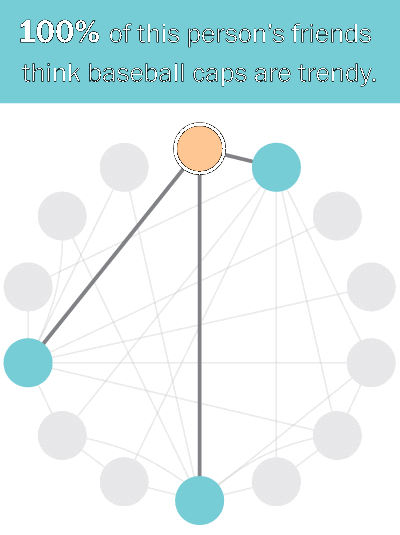 100% of this person's friends
think baseball caps are trendy.